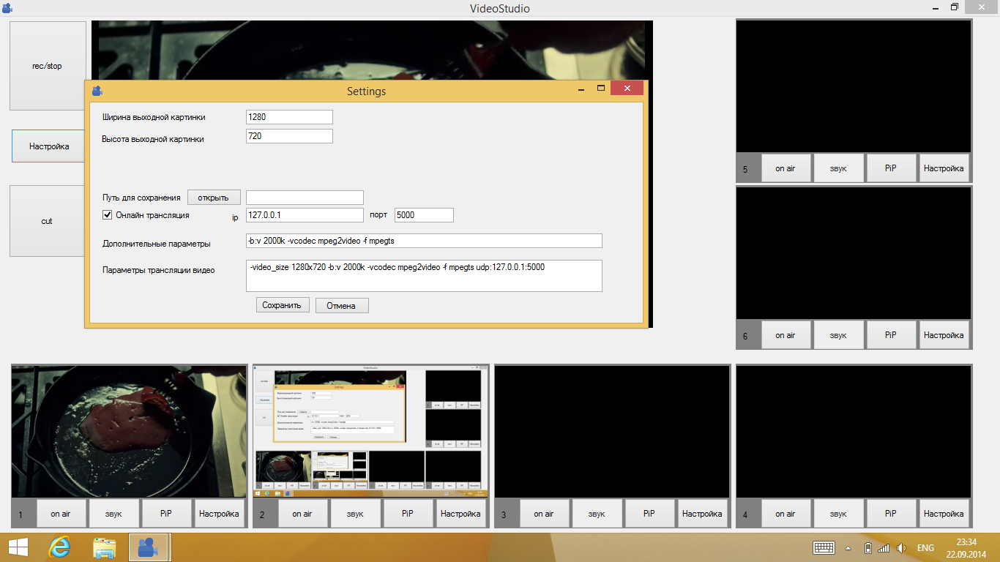 VideoStudio
rec/stop
Настройка
cut
Settings
Ширина выходной картинки 1280
Высота выходной картинки 720
Путь для сохранения открыть
Онлайн трансляция ip 127.0.0.1 порт 5000
Дополнительные параметры -b:v 2000k -vcodec mpeg2video -f mpegts
Параметры трансляции видео -video_size 1280x720 -b:v 2000k -vcodec mpeg2video -f mpegts udp:127.0.0.1:5000
Сохранить Отмена
5 on air звук PiP Настройка
6 on air звук PiP Настройка
1 on air звук PiP Настройка
2 on air звук PiP Настройка
3 on air звук PiP Настройка
4 on air звук PiP Настройка
ENG
23:34
22.09.2014